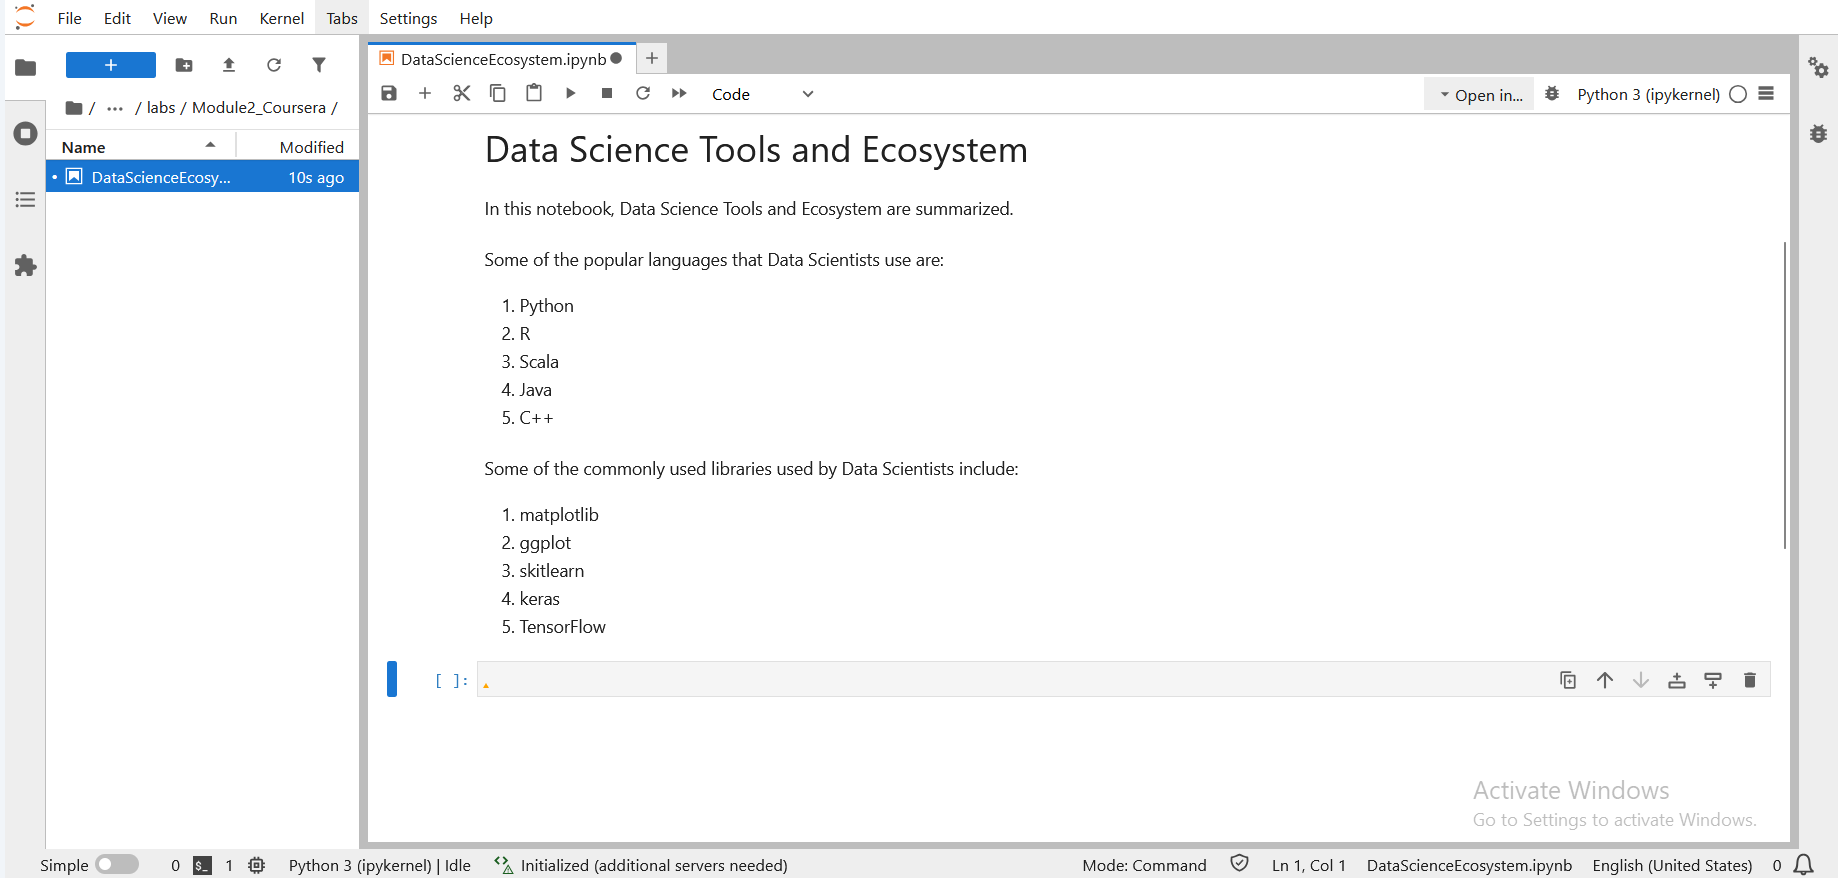 File Edit View Run Kernel Tabs Settings Help
+
/ ··· / labs / Module2_Coursera /
Name Modified
• DataScienceEcosy... 10s ago
DataScienceEcosystem.ipynb
Code
Open in...
Python 3 (ipykernel)
Data Science Tools and Ecosystem
In this notebook, Data Science Tools and Ecosystem are summarized.
Some of the popular languages that Data Scientists use are:
1. Python
2. R
3. Scala
4. Java
5. C++
Some of the commonly used libraries used by Data Scientists include:
1. matplotlib
2. ggplot
3. skitlearn
4. keras
5. TensorFlow
[ ]:
Activate Windows
Go to Settings to activate Windows.
Simple 0 $_ 1 Python 3 (ipykernel) | Idle Initialized (additional servers needed) Mode: Command Ln 1, Col 1 DataScienceEcosystem.ipynb English (United States) 0